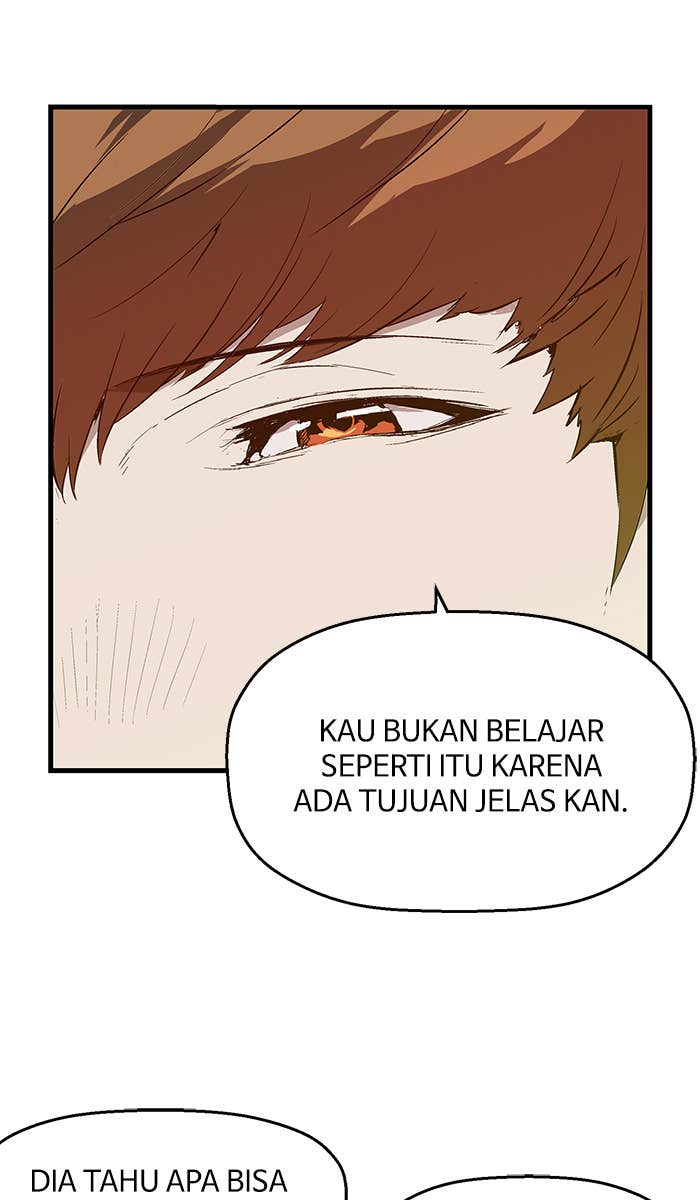 KAU BUKAN BELAJAR
SEPERTI ITU KARENA
ADA TUJUAN JELAS KAN.
DIA TAHU APA BISA